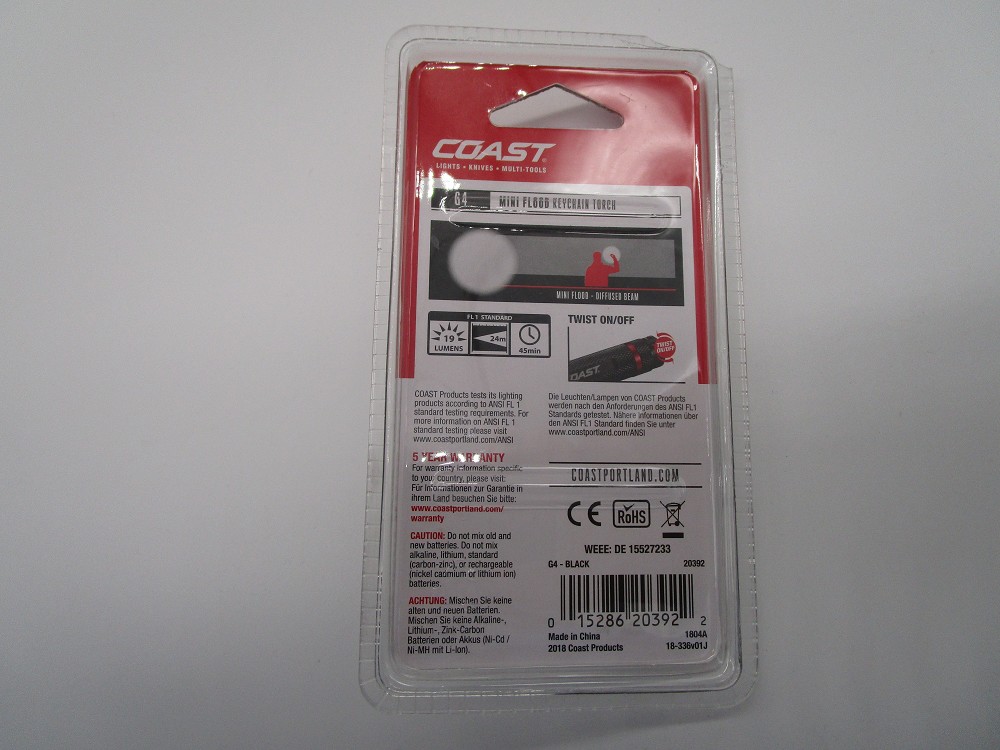 COAST®
LIGHTS • KNIVES • MULTI-TOOLS
G4 MINI FLOOD KEYCHAIN TORCH
MINI FLOOD - DIFFUSED BEAM
FL1 STANDARD
19
LUMENS
24m
45min
TWIST ON/OFF
TWIST
ON/OFF
OAST
COAST Products tests its lighting
products according to ANSI FL 1
standard testing requirements. For
more information on ANSI FL 1
standard testing please visit
www.coastportland.com/ANSI
Die Leuchten/Lampen von COAST Products
werden nach den Anforderungen des ANSI FL1
Standards getestet. Nähere Informationen über
den ANSI FL1 Standard finden Sie unter
www.coastportland.com/ANSI
5 YEAR WARRANTY
For warranty information specific
to your country, please visit:
Für Informationen zur Garantie in
ihrem Land besuchen Sie bitte:
www.coastportland.com/
warranty
COASTPORTLAND.COM
CE RoHS
WEEE: DE 15527233
CAUTION: Do not mix old and
new batteries. Do not mix
alkaline, lithium, standard
(carbon-zinc), or rechargeable
(nickel cadmium or lithium ion)
batteries.
ACHTUNG: Mischen Sie keine
alten und neuen Batterien.
Mischen Sie keine Alkaline-,
Lithium-, Zink-Carbon
Batterien oder Akkus (Ni-Cd /
Ni-MH mit Li-Ion).
G4 - BLACK 20392
0 15286 20392 2
Made in China 1804A
2018 Coast Products 18-336v01J